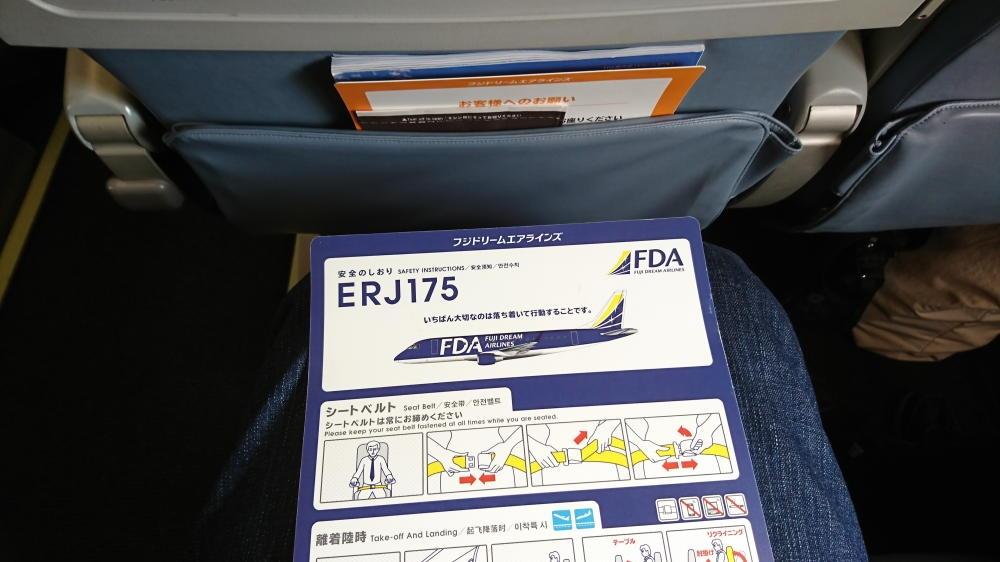 フジドリームエアラインズ
お客様へのお願い
フジドリームエアラインズ
安全のしおり SAFETY INSTRUCTIONS/安全须知/안전수칙
FDA
FUJI DREAM AIRLINES
ERJ175
いちばん大切なのは落ち着いて行動することです。
FDA FUJI DREAM
AIRLINES
シートベルト Seat Belt/安全带/안전벨트
シートベルトは常にお締めください
Please keep your seat belt fastened at all times while you are seated.
離着陸時 Take-off And Landing/起飞降落时/이착륙 시
テーブル
リクライニング
肘掛け